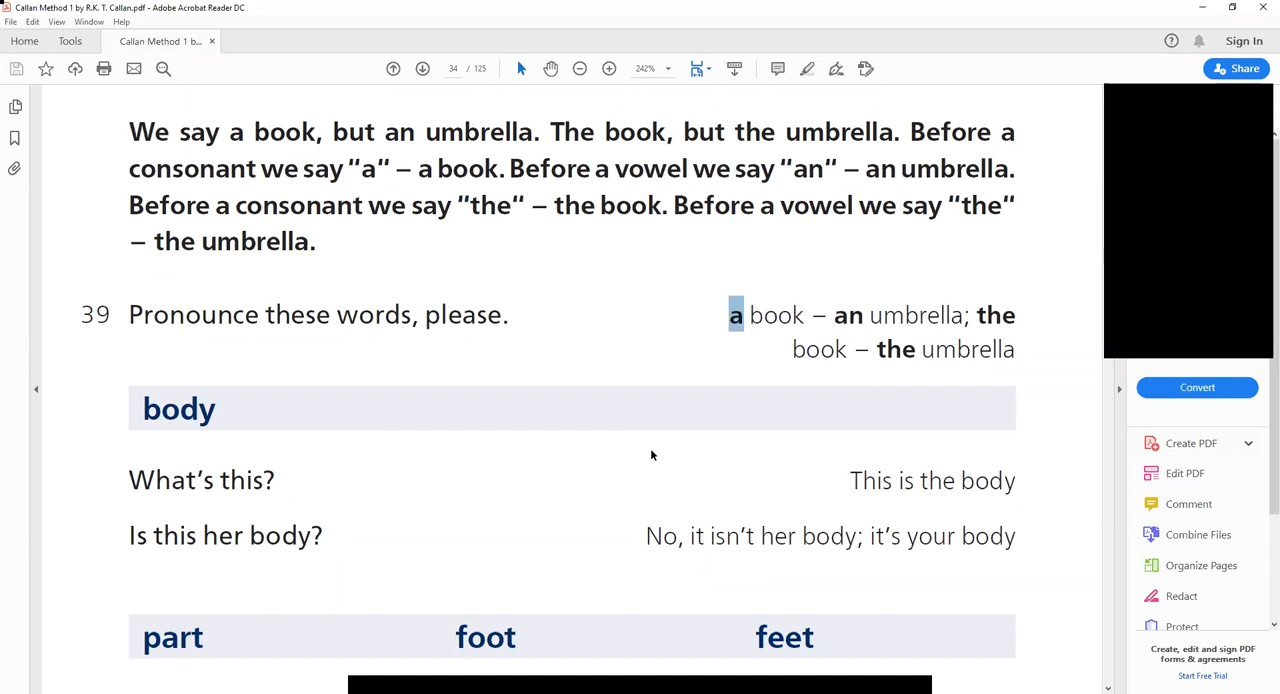 Callan Method 1 by R.K. T. Callan.pdf - Adobe Acrobat Reader DC
File Edit View Window Help
Home Tools Callan Method 1 b... × Sign In
34 / 125 242% Share
We say a book, but an umbrella. The book, but the umbrella. Before a
consonant we say “a“ – a book. Before a vowel we say “an“ – an umbrella.
Before a consonant we say “the“ – the book. Before a vowel we say “the“
– the umbrella.
39 Pronounce these words, please. a book – an umbrella; the
book – the umbrella
body
What’s this? This is the body
Is this her body? No, it isn’t her body; it’s your body
part foot feet
Convert
Create PDF
Edit PDF
Comment
Combine Files
Organize Pages
Redact
Protect
Create, edit and sign PDF
forms & agreements
Start Free Trial